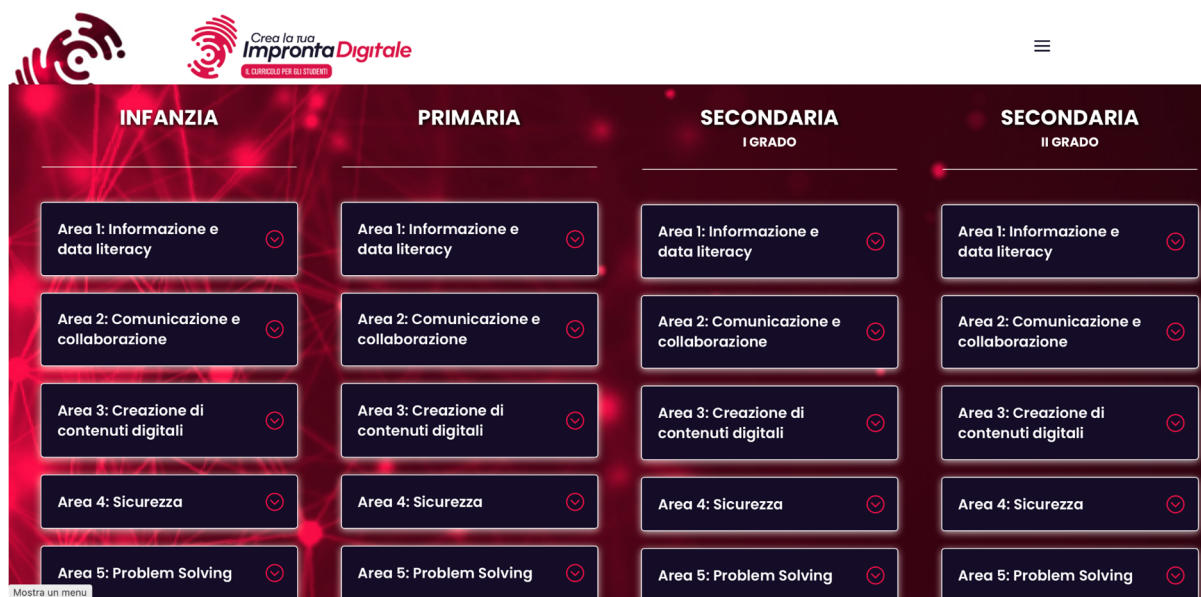 Crea la tua
ImprontaDigitale
IL CURRICOLO PER GLI STUDENTI
INFANZIA
Area 1: Informazione e
data literacy
Area 2: Comunicazione e
collaborazione
Area 3: Creazione di
contenuti digitali
Area 4: Sicurezza
Area 5: Problem Solving
PRIMARIA
Area 1: Informazione e
data literacy
Area 2: Comunicazione e
collaborazione
Area 3: Creazione di
contenuti digitali
Area 4: Sicurezza
Area 5: Problem Solving
SECONDARIA
I GRADO
Area 1: Informazione e
data literacy
Area 2: Comunicazione e
collaborazione
Area 3: Creazione di
contenuti digitali
Area 4: Sicurezza
Area 5: Problem Solving
SECONDARIA
II GRADO
Area 1: Informazione e
data literacy
Area 2: Comunicazione e
collaborazione
Area 3: Creazione di
contenuti digitali
Area 4: Sicurezza
Area 5: Problem Solving
Mostra un menu